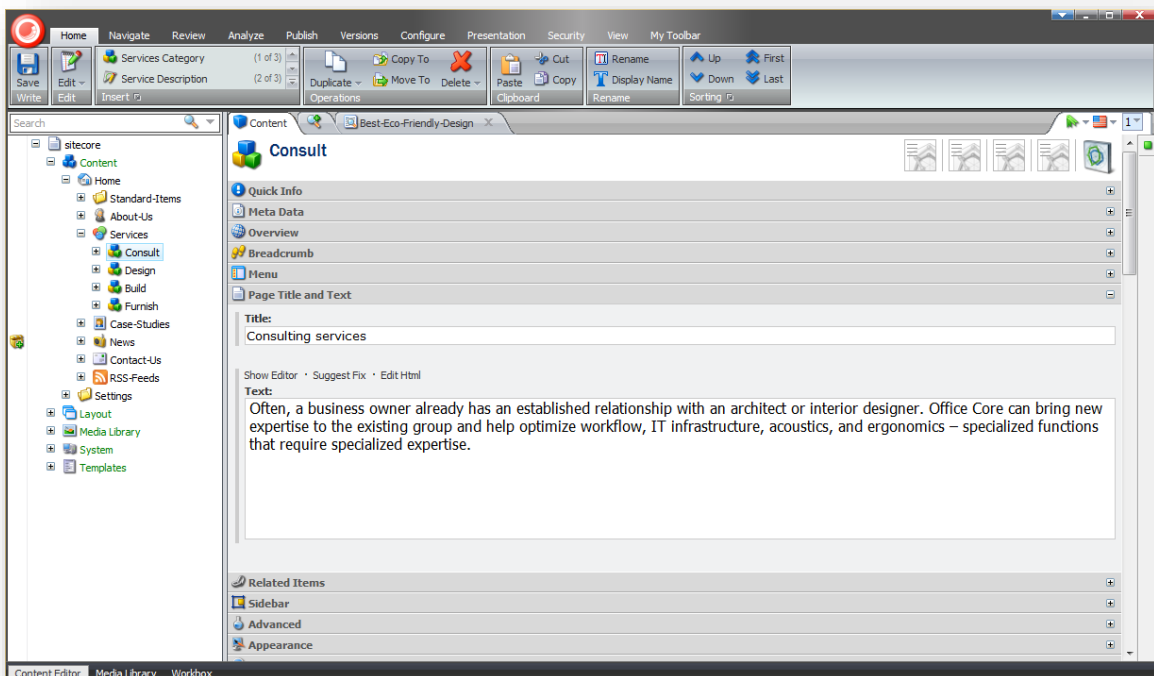 Home Navigate Review Analyze Publish Versions Configure Presentation Security View My Toolbar
Save
Write
Edit
Edit
Services Category (1 of 3)
Service Description (2 of 3)
Insert
Duplicate
Copy To
Move To
Delete
Operations
Paste
Cut
Copy
Clipboard
Rename
Display Name
Rename
Up First
Down Last
Sorting
Search
sitecore
Content
Home
Standard-Items
About-Us
Services
Consult
Design
Build
Furnish
Case-Studies
News
Contact-Us
RSS-Feeds
Settings
Layout
Media Library
System
Templates
Content Best-Eco-Friendly-Design X 1
Consult
Quick Info
Meta Data
Overview
Breadcrumb
Menu
Page Title and Text
Title:
Consulting services
Show Editor · Suggest Fix · Edit Html
Text:
Often, a business owner already has an established relationship with an architect or interior designer. Office Core can bring new
expertise to the existing group and help optimize workflow, IT infrastructure, acoustics, and ergonomics – specialized functions
that require specialized expertise.
Related Items
Sidebar
Advanced
Appearance
Content Editor Media Library Workbox